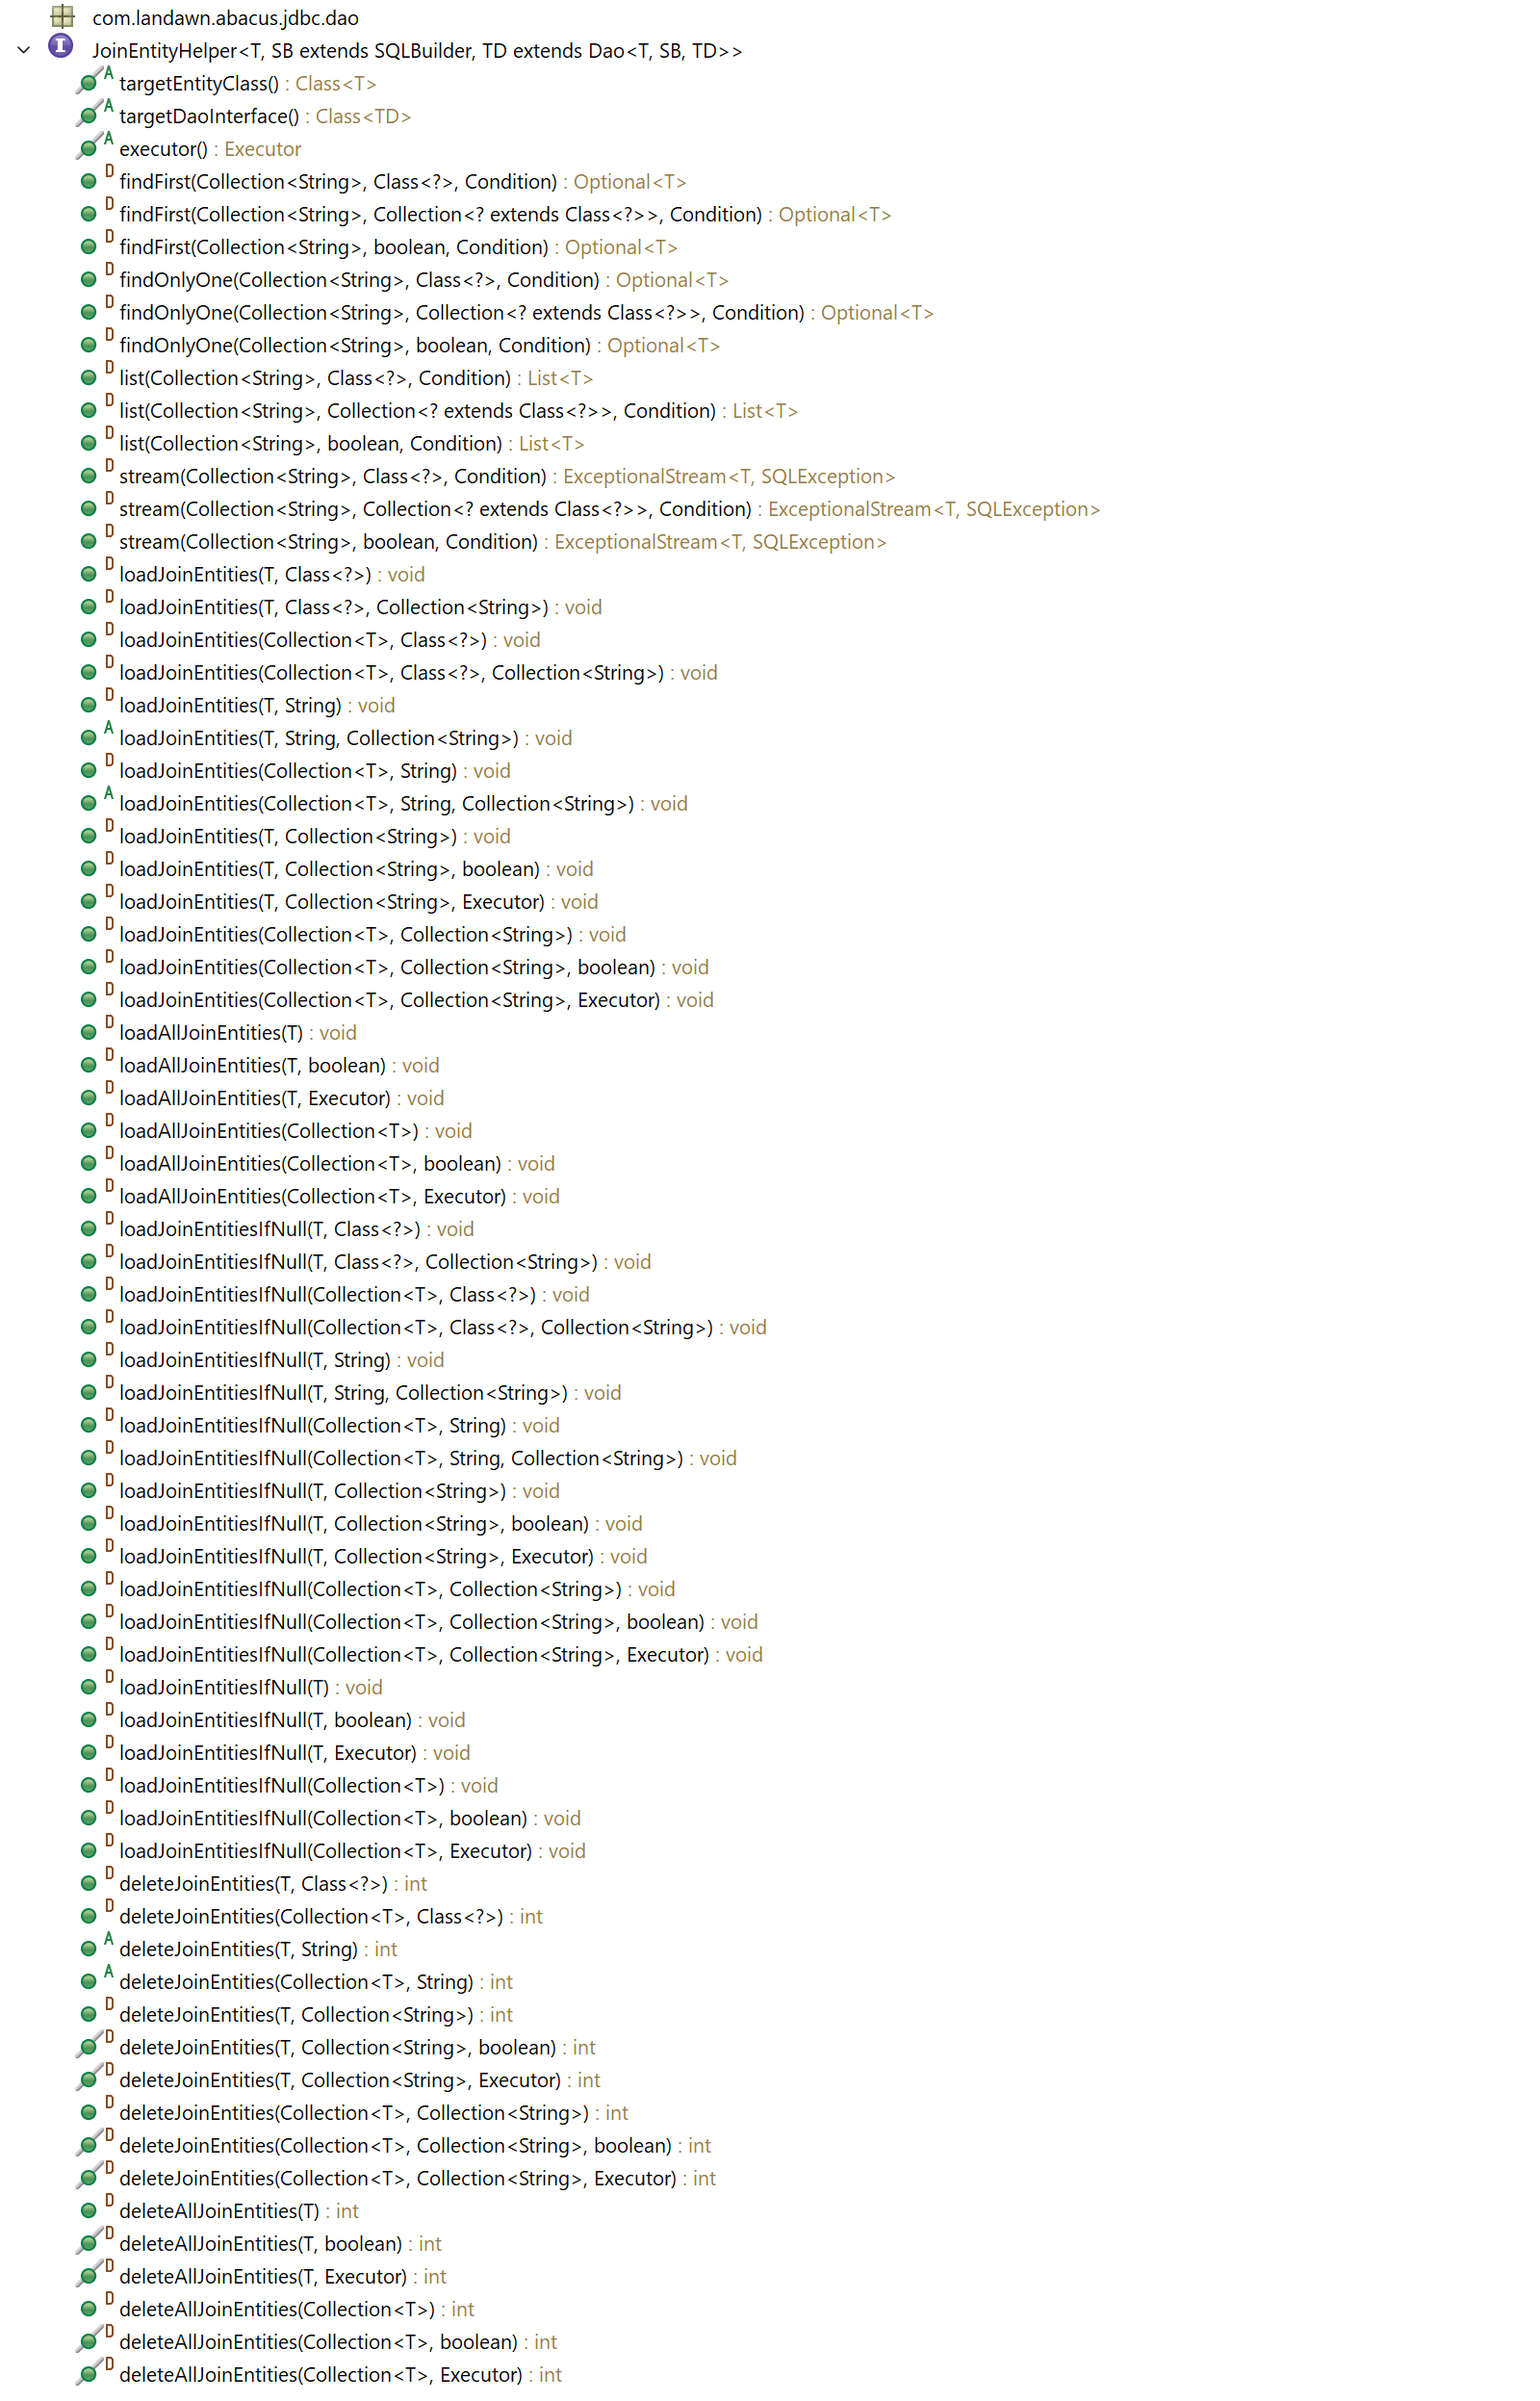 com.landawn.abacus.jdbc.dao
I JoinEntityHelper<T, SB extends SQLBuilder, TD extends Dao<T, SB, TD>>
A targetEntityClass() : Class<T>
A targetDaoInterface() : Class<TD>
A executor() : Executor
D findFirst(Collection<String>, Class<?>, Condition) : Optional<T>
D findFirst(Collection<String>, Collection<? extends Class<?>>, Condition) : Optional<T>
D findFirst(Collection<String>, boolean, Condition) : Optional<T>
D findOnlyOne(Collection<String>, Class<?>, Condition) : Optional<T>
D findOnlyOne(Collection<String>, Collection<? extends Class<?>>, Condition) : Optional<T>
D findOnlyOne(Collection<String>, boolean, Condition) : Optional<T>
D list(Collection<String>, Class<?>, Condition) : List<T>
D list(Collection<String>, Collection<? extends Class<?>>, Condition) : List<T>
D list(Collection<String>, boolean, Condition) : List<T>
D stream(Collection<String>, Class<?>, Condition) : ExceptionalStream<T, SQLException>
D stream(Collection<String>, Collection<? extends Class<?>>, Condition) : ExceptionalStream<T, SQLException>
D stream(Collection<String>, boolean, Condition) : ExceptionalStream<T, SQLException>
D loadJoinEntities(T, Class<?>) : void
D loadJoinEntities(T, Class<?>, Collection<String>) : void
D loadJoinEntities(Collection<T>, Class<?>) : void
D loadJoinEntities(Collection<T>, Class<?>, Collection<String>) : void
D loadJoinEntities(T, String) : void
A loadJoinEntities(T, String, Collection<String>) : void
D loadJoinEntities(Collection<T>, String) : void
A loadJoinEntities(Collection<T>, String, Collection<String>) : void
D loadJoinEntities(T, Collection<String>) : void
D loadJoinEntities(T, Collection<String>, boolean) : void
D loadJoinEntities(T, Collection<String>, Executor) : void
D loadJoinEntities(Collection<T>, Collection<String>) : void
D loadJoinEntities(Collection<T>, Collection<String>, boolean) : void
D loadJoinEntities(Collection<T>, Collection<String>, Executor) : void
D loadAllJoinEntities(T) : void
D loadAllJoinEntities(T, boolean) : void
D loadAllJoinEntities(T, Executor) : void
D loadAllJoinEntities(Collection<T>) : void
D loadAllJoinEntities(Collection<T>, boolean) : void
D loadAllJoinEntities(Collection<T>, Executor) : void
D loadJoinEntitiesIfNull(T, Class<?>) : void
D loadJoinEntitiesIfNull(T, Class<?>, Collection<String>) : void
D loadJoinEntitiesIfNull(Collection<T>, Class<?>) : void
D loadJoinEntitiesIfNull(Collection<T>, Class<?>, Collection<String>) : void
D loadJoinEntitiesIfNull(T, String) : void
D loadJoinEntitiesIfNull(T, String, Collection<String>) : void
D loadJoinEntitiesIfNull(Collection<T>, String) : void
D loadJoinEntitiesIfNull(Collection<T>, String, Collection<String>) : void
D loadJoinEntitiesIfNull(T, Collection<String>) : void
D loadJoinEntitiesIfNull(T, Collection<String>, boolean) : void
D loadJoinEntitiesIfNull(T, Collection<String>, Executor) : void
D loadJoinEntitiesIfNull(Collection<T>, Collection<String>) : void
D loadJoinEntitiesIfNull(Collection<T>, Collection<String>, boolean) : void
D loadJoinEntitiesIfNull(Collection<T>, Collection<String>, Executor) : void
D loadJoinEntitiesIfNull(T) : void
D loadJoinEntitiesIfNull(T, boolean) : void
D loadJoinEntitiesIfNull(T, Executor) : void
D loadJoinEntitiesIfNull(Collection<T>) : void
D loadJoinEntitiesIfNull(Collection<T>, boolean) : void
D loadJoinEntitiesIfNull(Collection<T>, Executor) : void
D deleteJoinEntities(T, Class<?>) : int
D deleteJoinEntities(Collection<T>, Class<?>) : int
A deleteJoinEntities(T, String) : int
A deleteJoinEntities(Collection<T>, String) : int
D deleteJoinEntities(T, Collection<String>) : int
D deleteJoinEntities(T, Collection<String>, boolean) : int
D deleteJoinEntities(T, Collection<String>, Executor) : int
D deleteJoinEntities(Collection<T>, Collection<String>) : int
D deleteJoinEntities(Collection<T>, Collection<String>, boolean) : int
D deleteJoinEntities(Collection<T>, Collection<String>, Executor) : int
D deleteAllJoinEntities(T) : int
D deleteAllJoinEntities(T, boolean) : int
D deleteAllJoinEntities(T, Executor) : int
D deleteAllJoinEntities(Collection<T>) : int
D deleteAllJoinEntities(Collection<T>, boolean) : int
D deleteAllJoinEntities(Collection<T>, Executor) : int